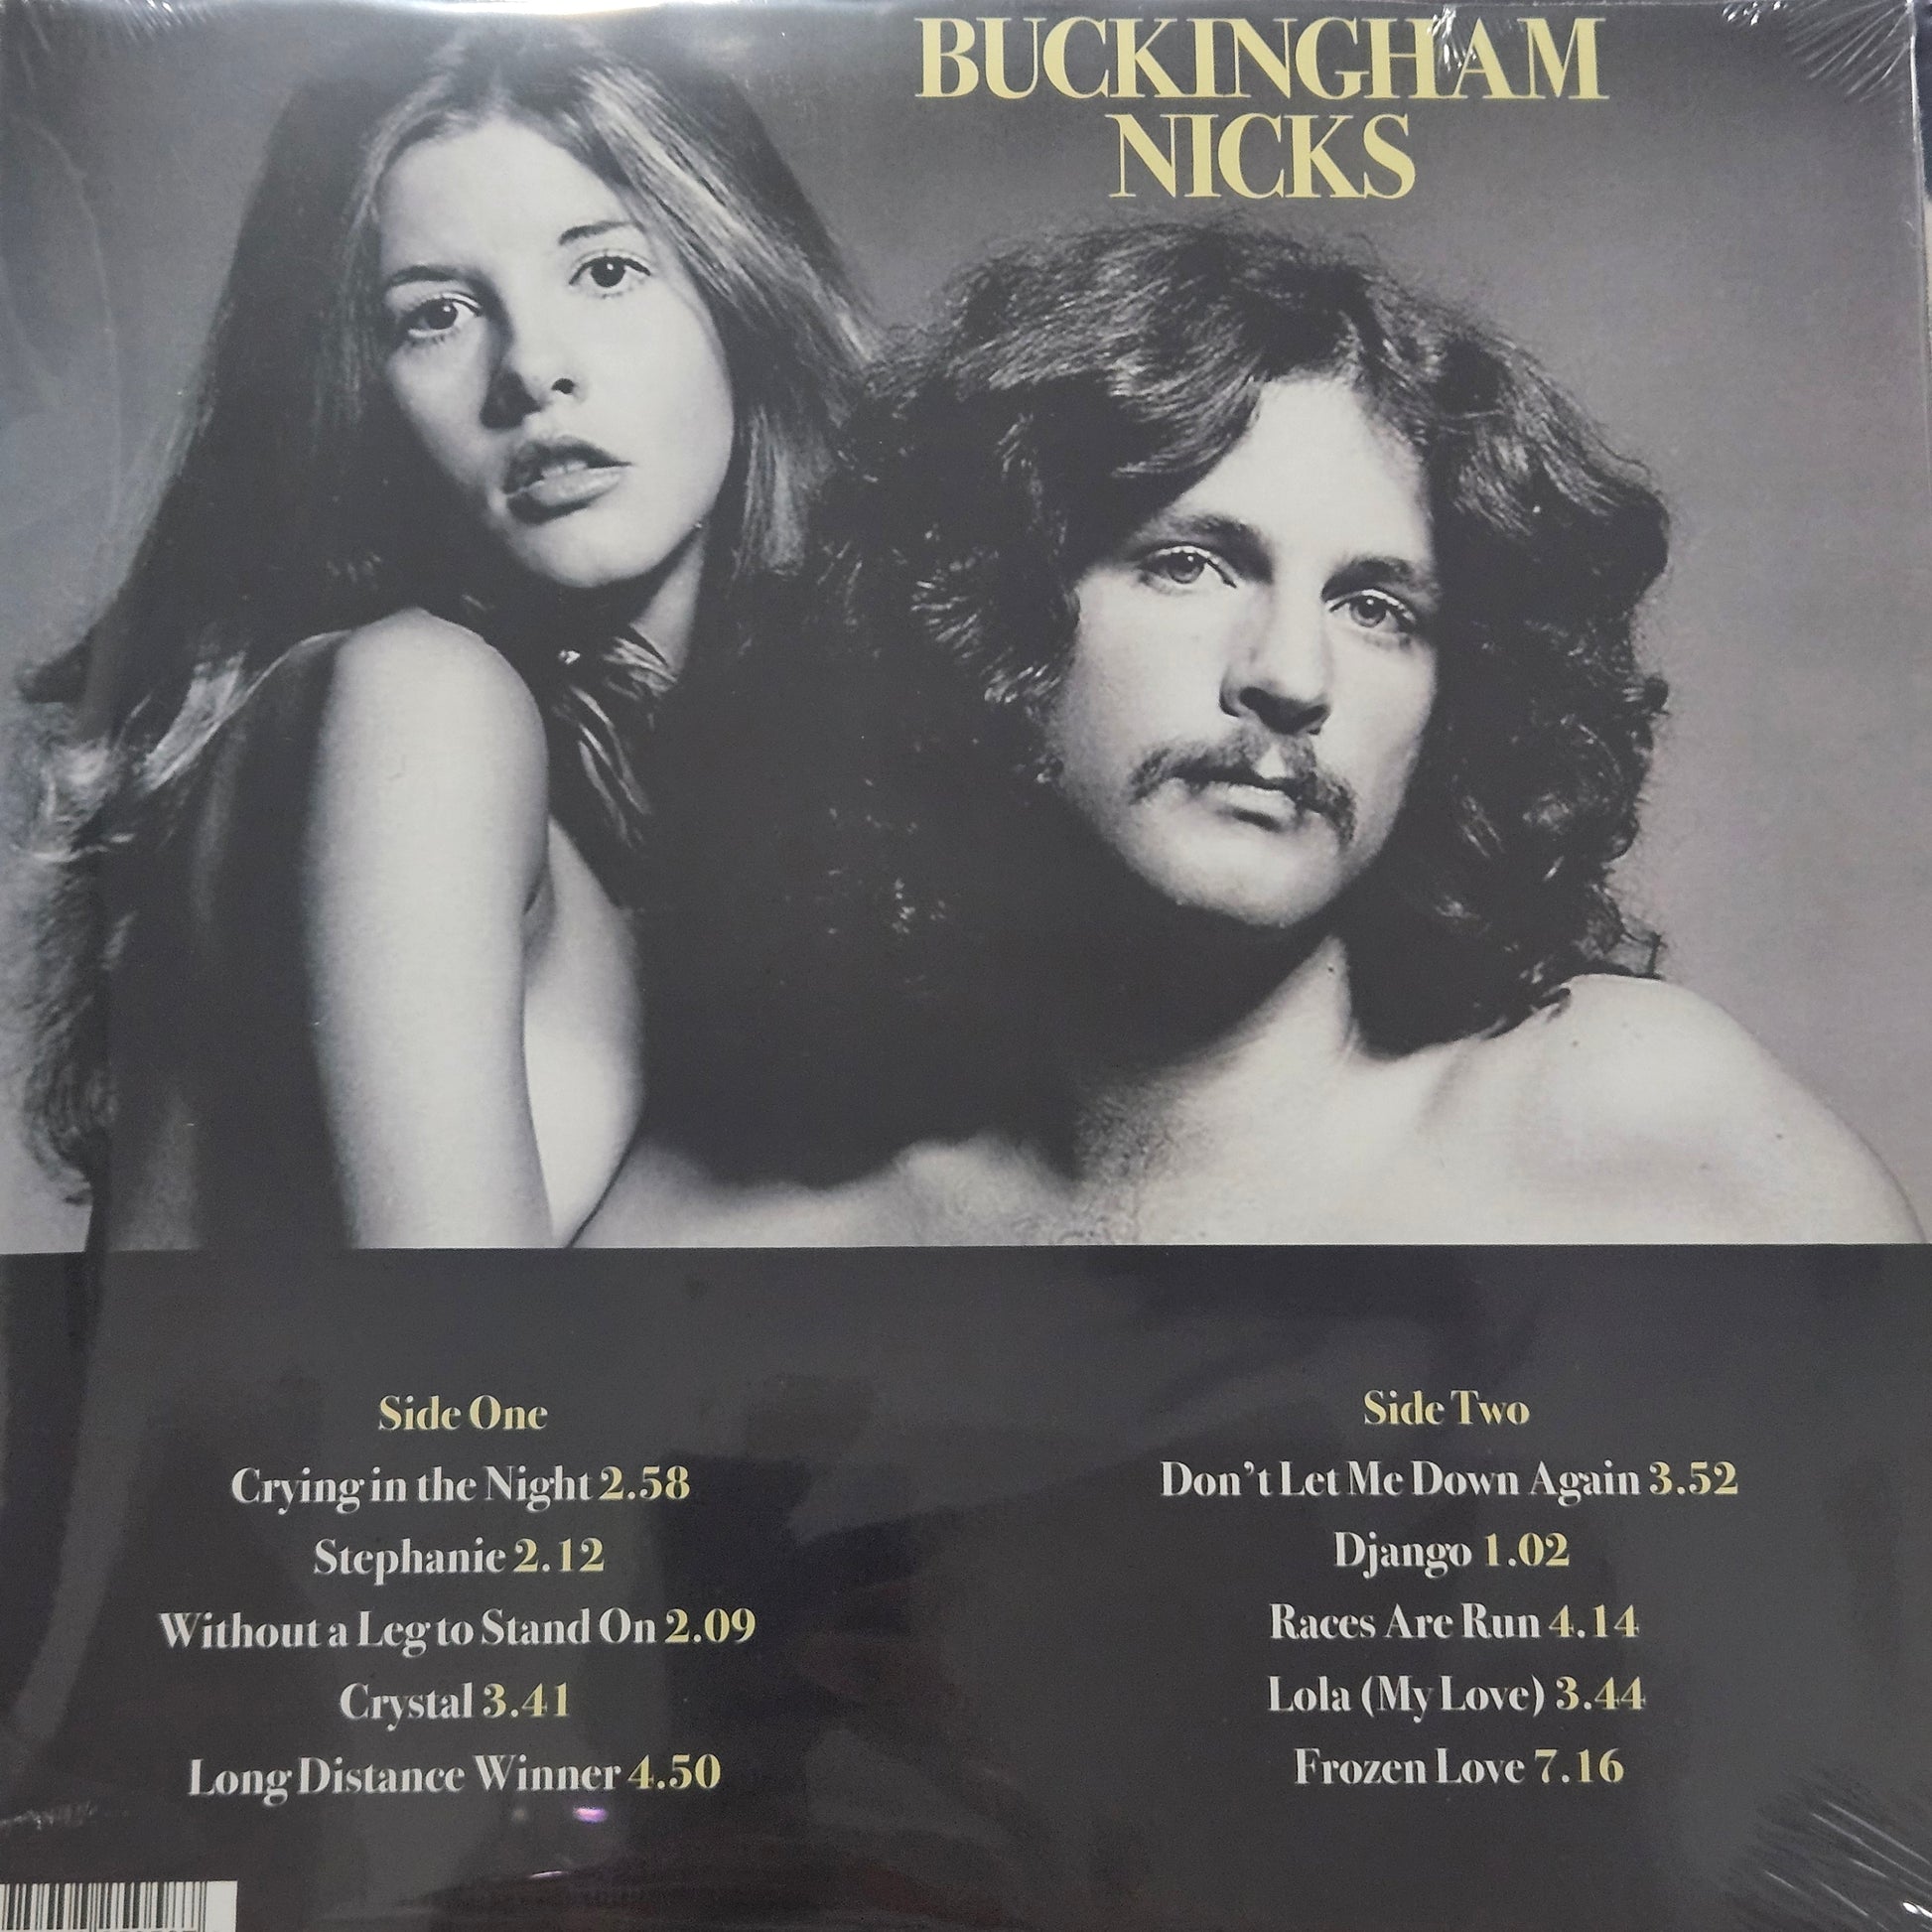 BUCKINGHAM
NICKS
Side One
Crying in the Night 2.58
Stephanie 2.12
Without a Leg to Stand On 2.09
Crystal 3.41
Long Distance Winner 4.50
Side Two
Don't Let Me Down Again 3.52
Django 1.02
Races Are Run 4.14
Lola (My Love) 3.44
Frozen Love 7.16